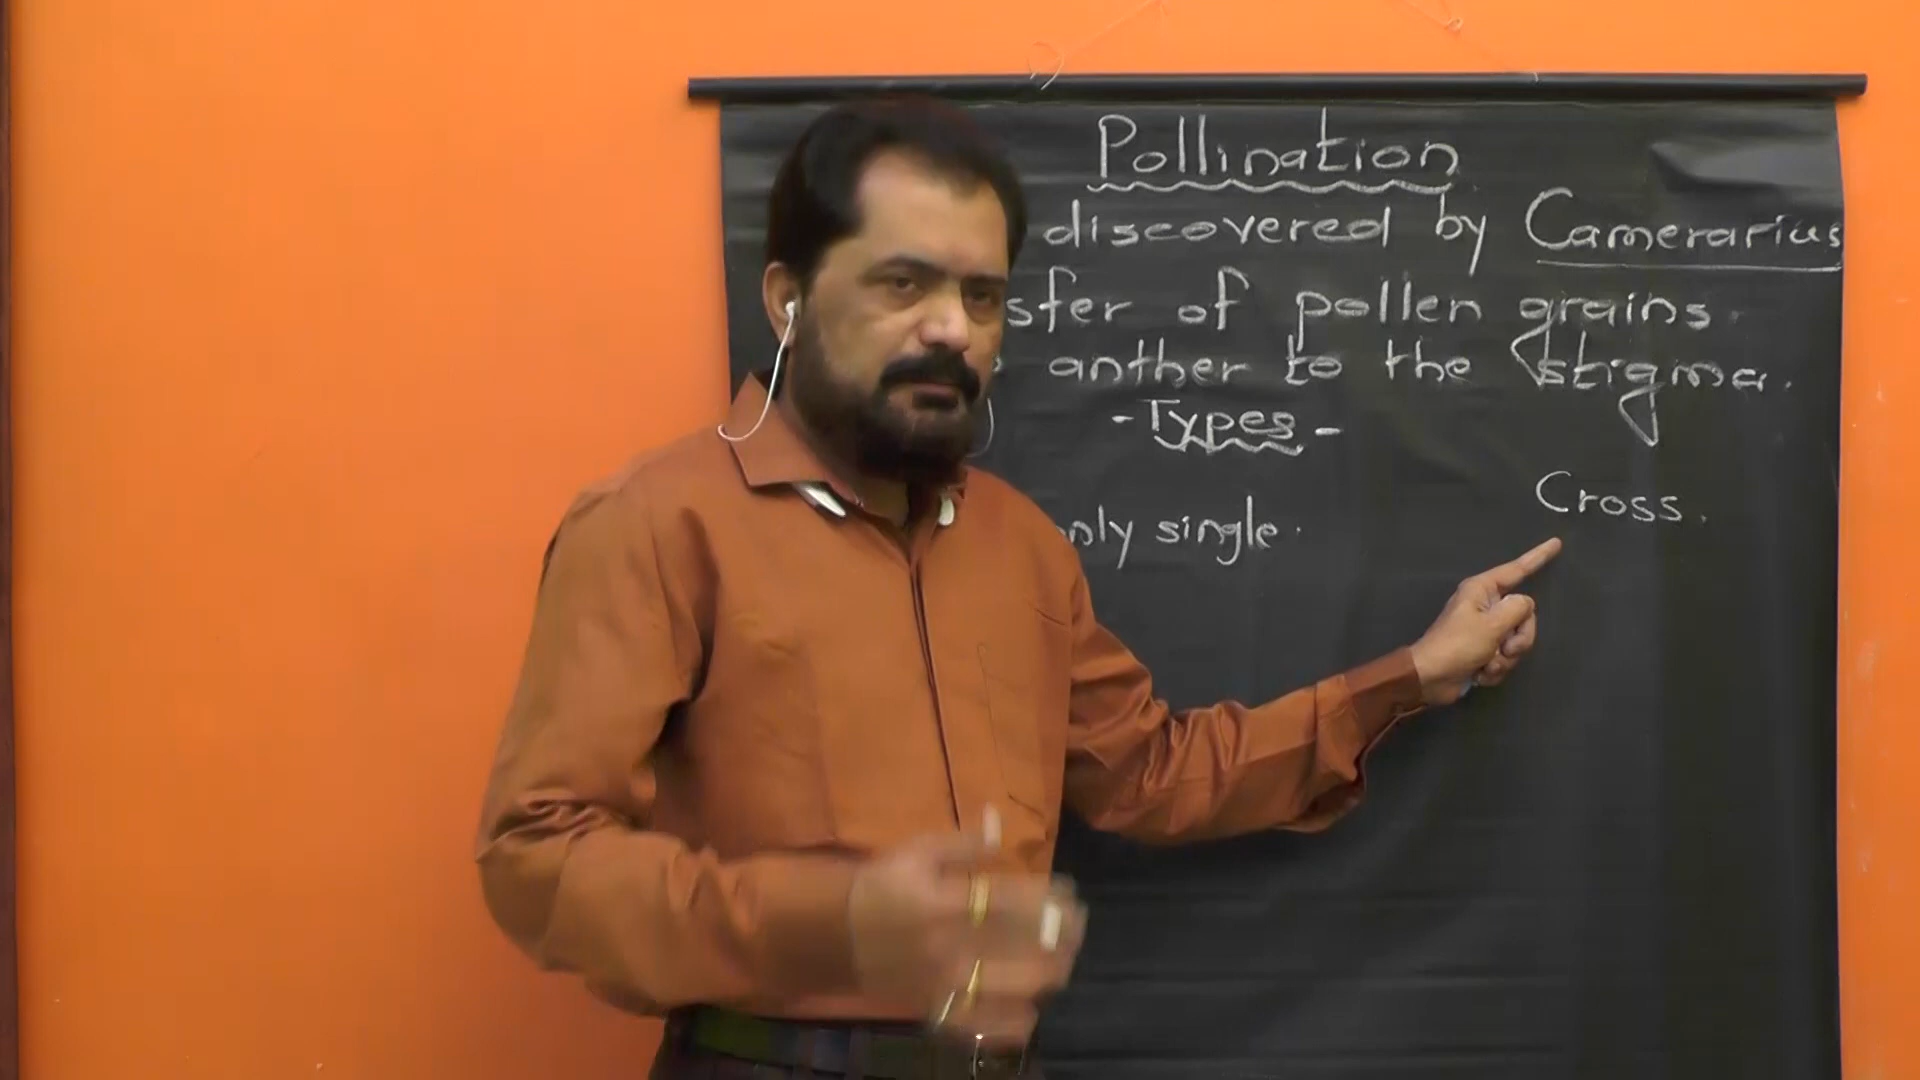 Pollination
discovered by Camerarius
sfer of pollen grains.
anther to the stigma.
-Types-
Cross.
only single.